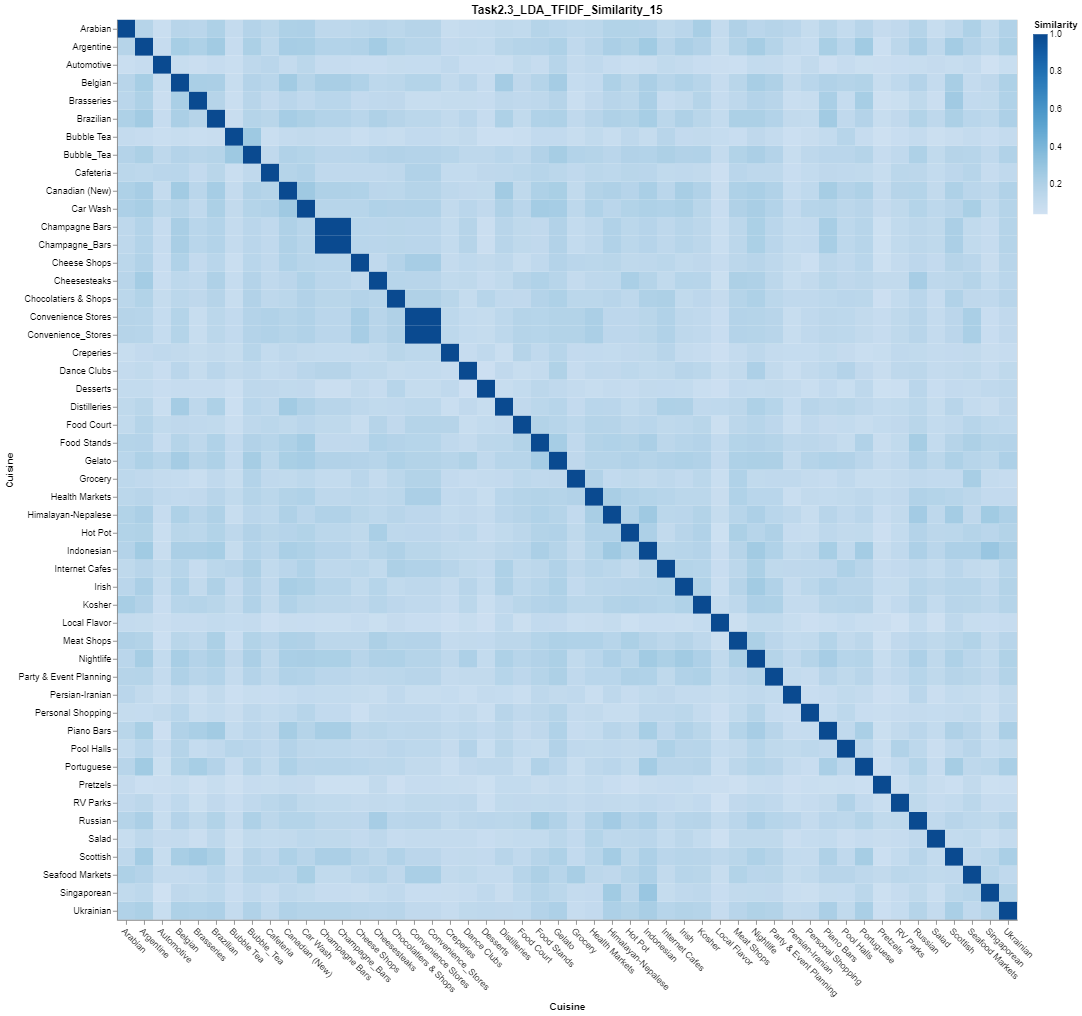 Task2.3_LDA_TFIDF_Similarity_15
Similarity
1.0
0.8
0.6
0.4
0.2
Cuisine
Arabian
Argentine
Automotive
Belgian
Brasseries
Brazilian
Bubble Tea
Bubble_Tea
Cafeteria
Canadian (New)
Car Wash
Champagne Bars
Champagne_Bars
Cheese Shops
Cheesesteaks
Chocolatiers & Shops
Convenience Stores
Convenience_Stores
Creperies
Dance Clubs
Desserts
Distilleries
Food Court
Food Stands
Gelato
Grocery
Health Markets
Himalayan-Nepalese
Hot Pot
Indonesian
Internet Cafes
Irish
Kosher
Local Flavor
Meat Shops
Nightlife
Party & Event Planning
Persian-Iranian
Personal Shopping
Piano Bars
Pool Halls
Portuguese
Pretzels
RV Parks
Russian
Salad
Scottish
Seafood Markets
Singaporean
Ukrainian
Arabian
Argentine
Automotive
Belgian
Brasseries
Brazilian
Bubble Tea
Bubble_Tea
Cafeteria
Canadian (New)
Car Wash
Champagne Bars
Champagne_Bars
Cheese Shops
Cheesesteaks
Chocolatiers & Shops
Convenience Stores
Convenience_Stores
Creperies
Dance Clubs
Desserts
Distilleries
Food Court
Food Stands
Gelato
Grocery
Health Markets
Himalayan-Nepalese
Hot Pot
Indonesian
Internet Cafes
Irish
Kosher
Local Flavor
Meat Shops
Nightlife
Party & Event Planning
Persian-Iranian
Personal Shopping
Piano Bars
Pool Halls
Portuguese
Pretzels
RV Parks
Russian
Salad
Scottish
Seafood Markets
Singaporean
Ukrainian
Cuisine